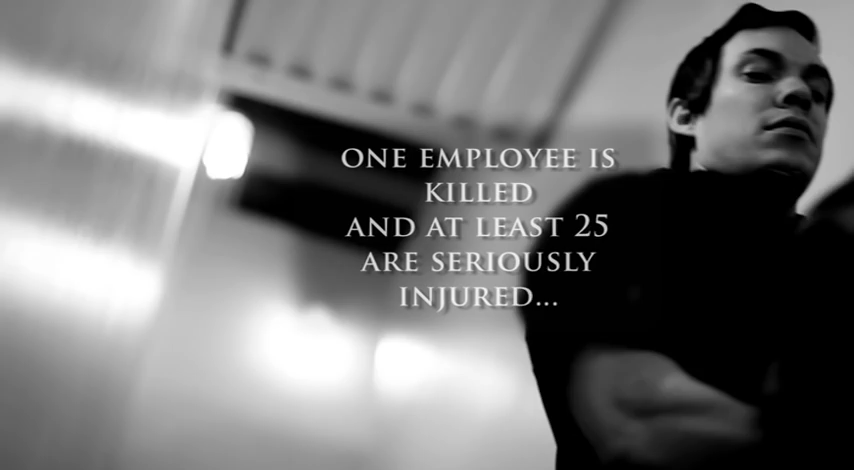 ONE EMPLOYEE IS
KILLED
AND AT LEAST 25
ARE SERIOUSLY
INJURED...